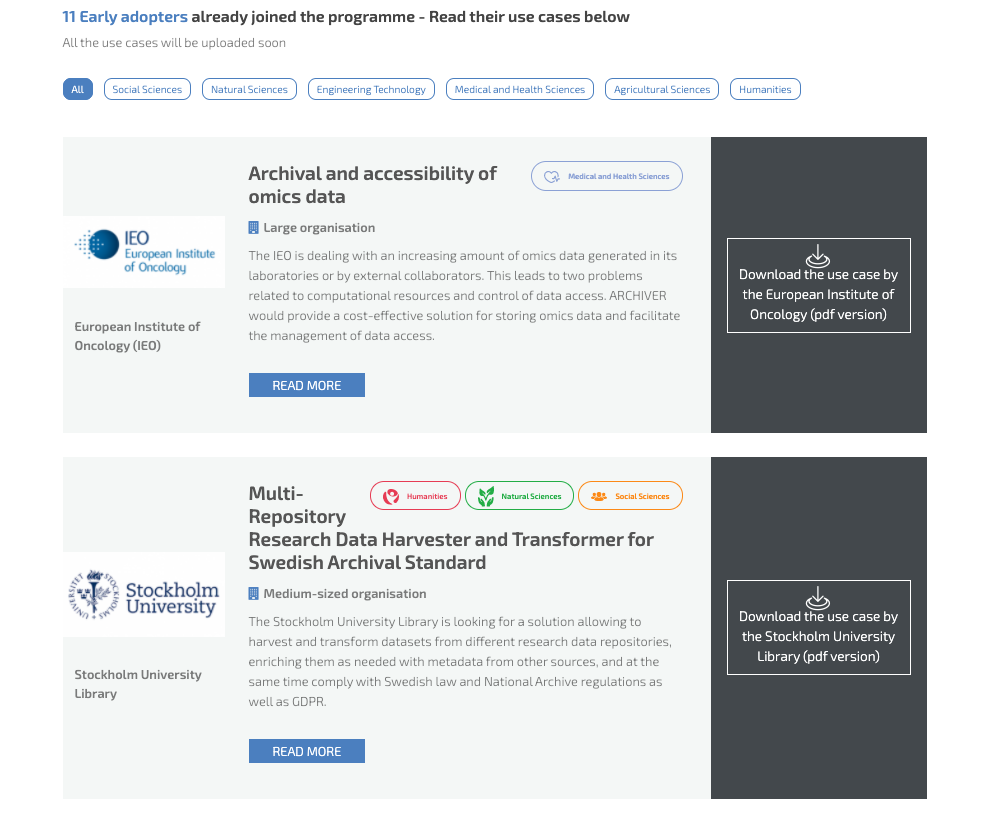 11 Early adopters already joined the programme - Read their use cases below
All the use cases will be uploaded soon
All
Social Sciences
Natural Sciences
Engineering Technology
Medical and Health Sciences
Agricultural Sciences
Humanities
IEO
European Institute
of Oncology
European Institute of
Oncology (IEO)
Archival and accessibility of
omics data
Medical and Health Sciences
Large organisation
The IEO is dealing with an increasing amount of omics data generated in its
laboratories or by external collaborators. This leads to two problems
related to computational resources and control of data access. ARCHIVER
would provide a cost-effective solution for storing omics data and facilitate
the management of data access.
READ MORE
Download the use case by
the European Institute of
Oncology (pdf version)
Stockholm
University
Stockholm University
Library
Multi-
Repository
Research Data Harvester and Transformer for
Swedish Archival Standard
Humanities
Natural Sciences
Social Sciences
Medium-sized organisation
The Stockholm University Library is looking for a solution allowing to
harvest and transform datasets from different research data repositories,
enriching them as needed with metadata from other sources, and at the
same time comply with Swedish law and National Archive regulations as
well as GDPR.
READ MORE
Download the use case by
the Stockholm University
Library (pdf version)